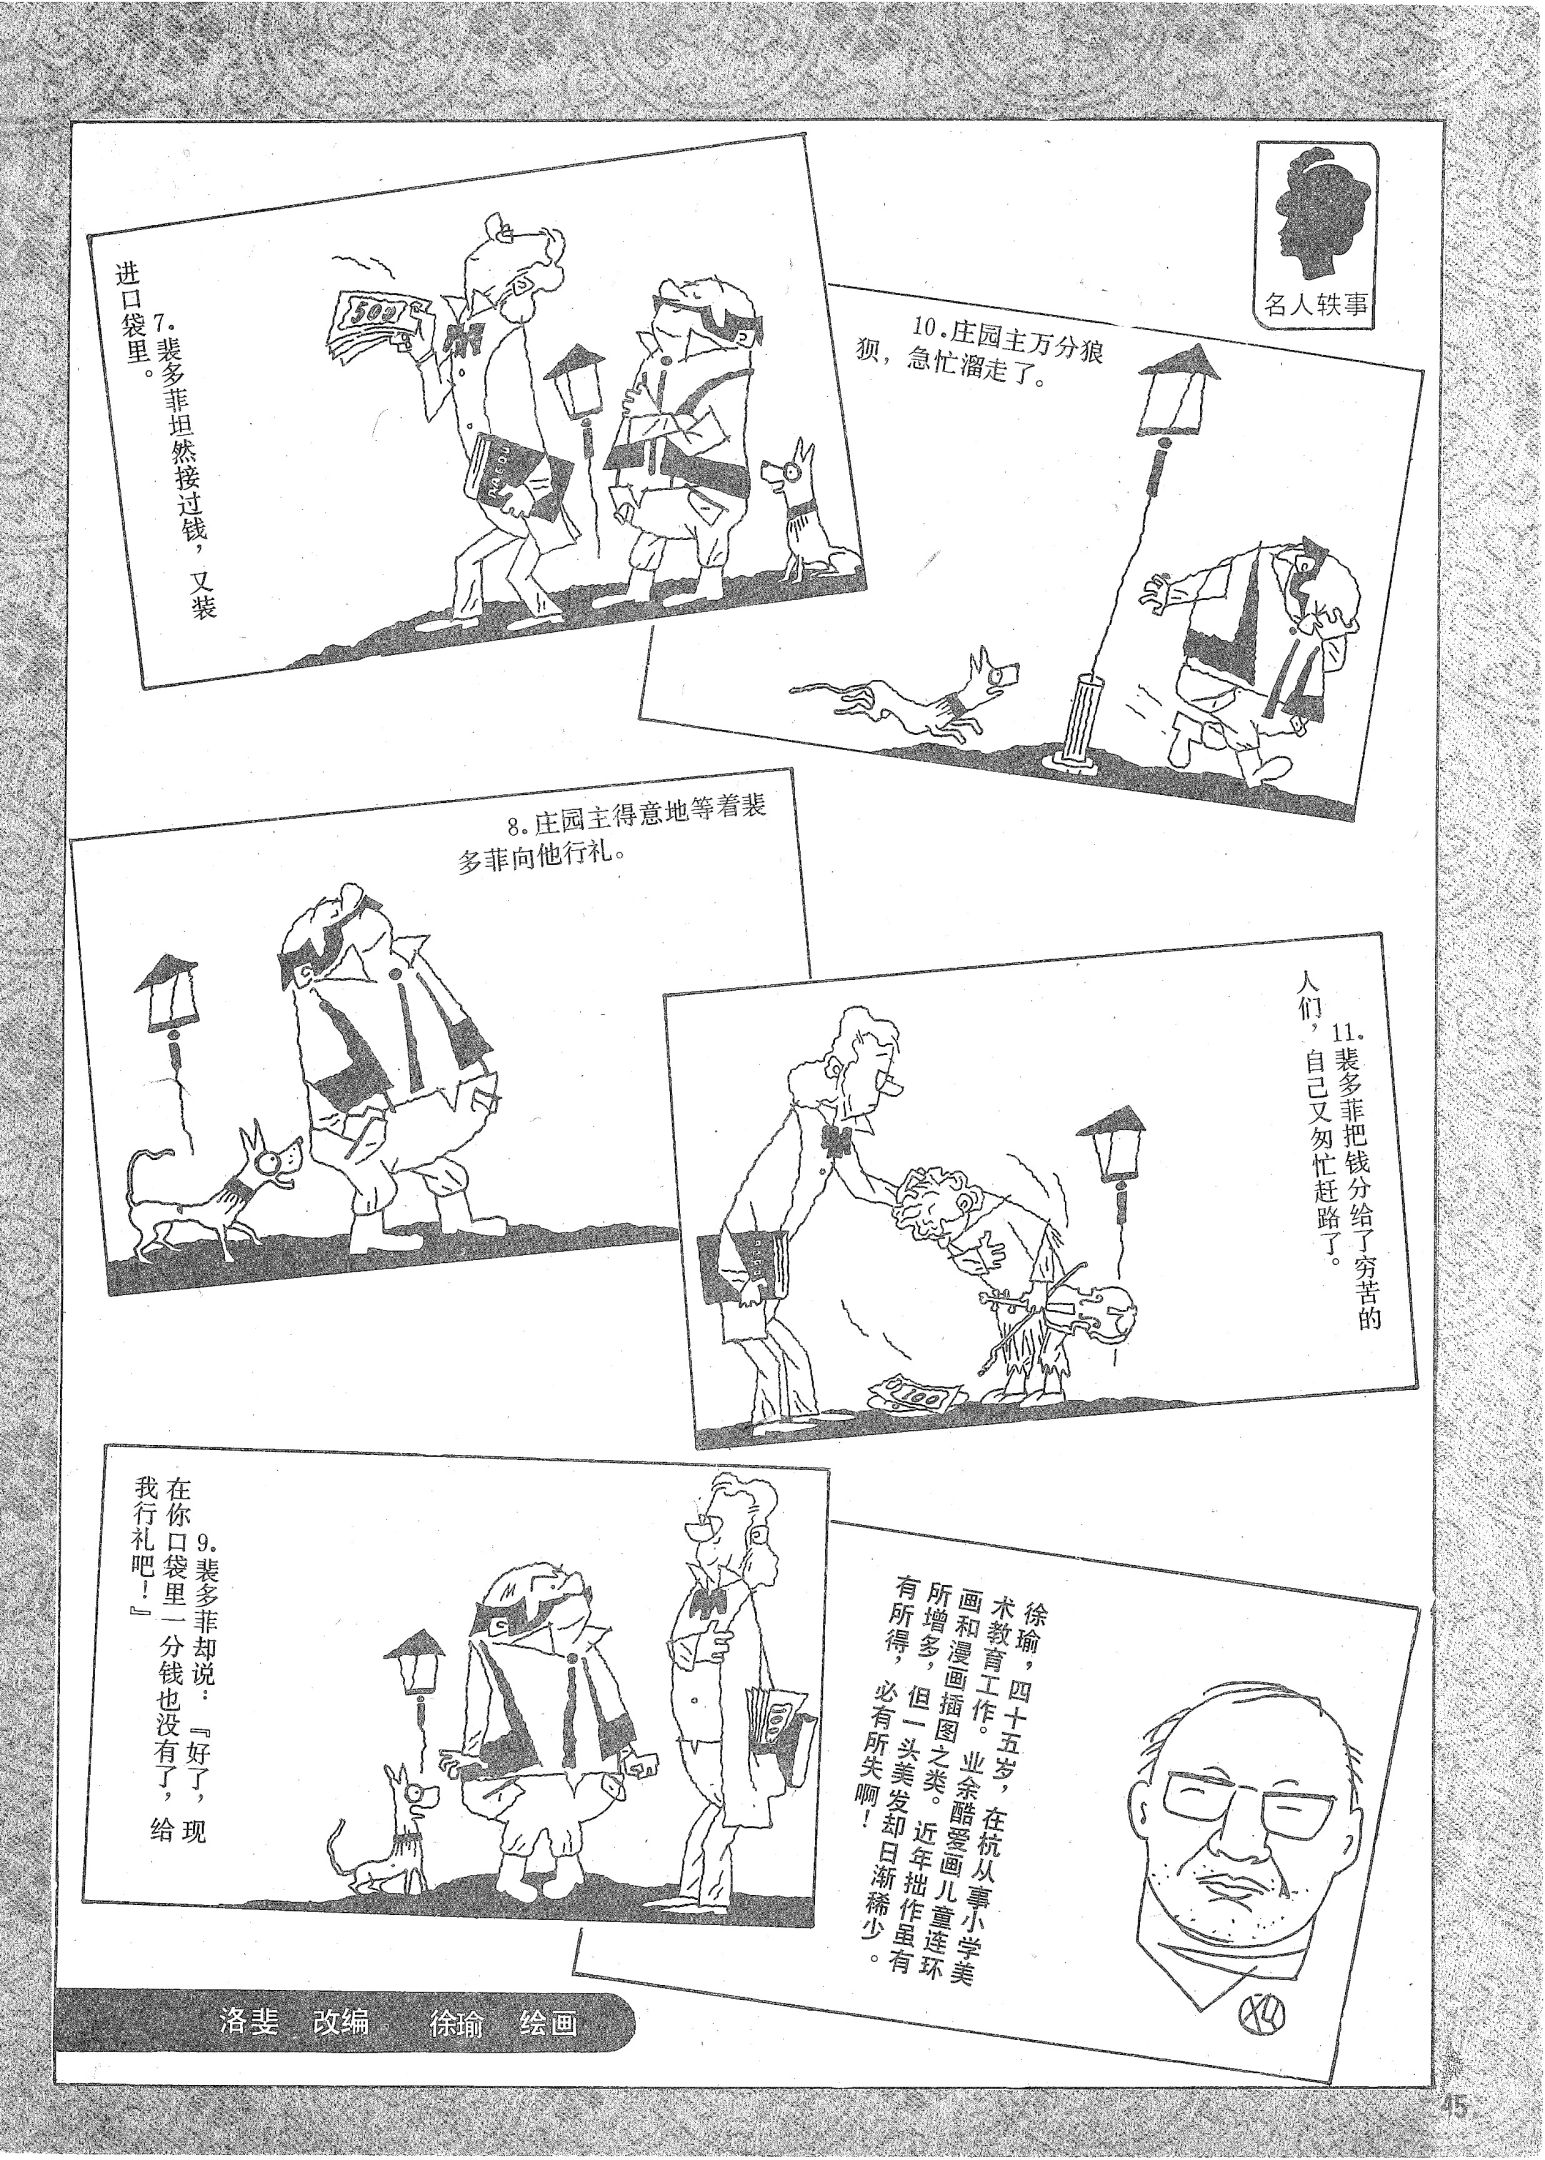 名人轶事
7.裴多菲坦然接过钱，又装
进口袋里。
502
8.庄园主得意地等着裴
多菲向他行礼。
9.裴多菲却说：『好了，现
在你口袋里一分钱也没有了，给
我行礼吧！』
10.庄园主万分狼
狈，急忙溜走了。
11.裴多菲把钱分给了穷苦的
人们，自己又匆忙赶路了。
100
徐瑜，四十五岁，在杭从事小学美
术教育工作。业余酷爱画儿童连环
画和漫画插图之类。近年拙作虽有
所增多，但一头美发却日渐稀少。
有所得，必有所失啊！
洛斐 改编 徐瑜 绘画
45